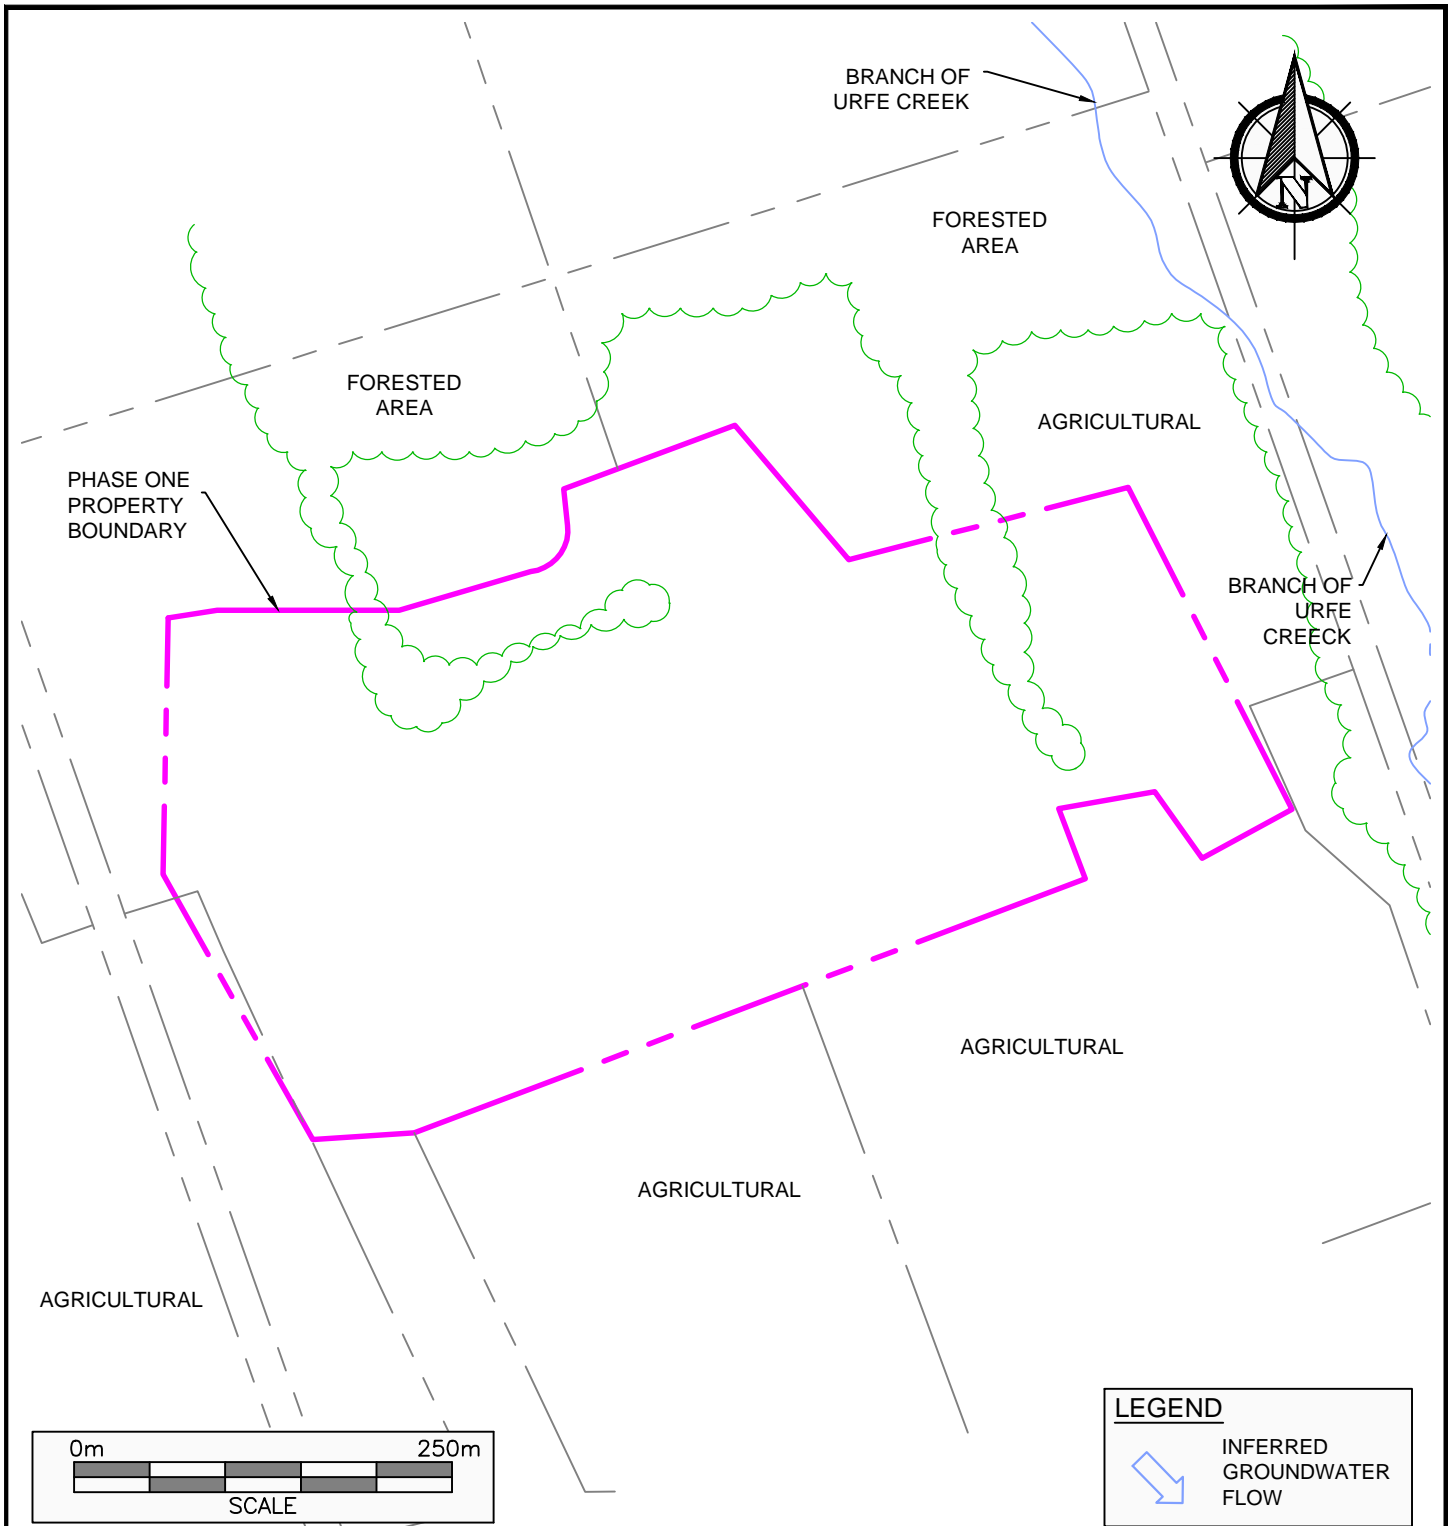 BRANCH OF
URFE CREEK
N
FORESTED
AREA
FORESTED
AREA
AGRICULTURAL
PHASE ONE
PROPERTY
BOUNDARY
BRANCH OF
URFE
CREECK
AGRICULTURAL
AGRICULTURAL
AGRICULTURAL
0m 250m
SCALE
LEGEND
INFERRED
GROUNDWATER
FLOW